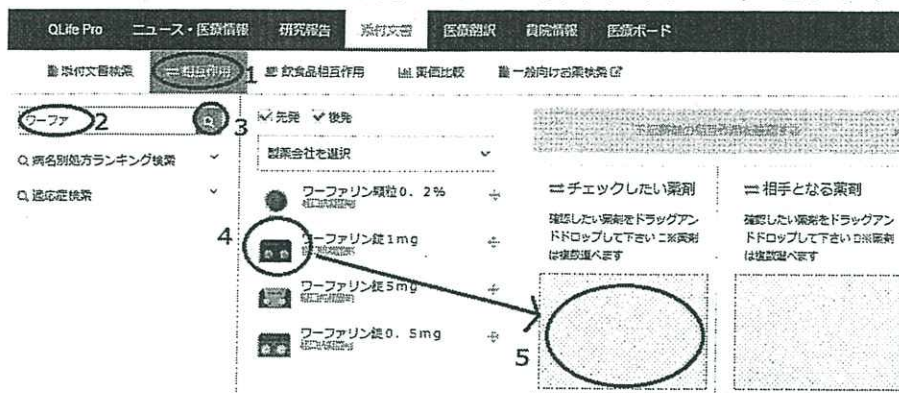 QLife Pro ニュース・医療情報 研究報告 添付文書 医療翻訳 貴院情報 医療ボード
添付文書検索 相互作用 1 飲食品相互作用 薬価比較 一般向けお薬検索
ワーファ 2 3
病名別処方ランキング検索
適応症検索
先発 後発
製薬会社を選択
ワーファリン顆粒0．2％
4 ワーファリン錠1mg
ワーファリン錠5mg
ワーファリン錠0．5mg
チェックしたい薬剤
確認したい薬剤をドラッグアン
ドドロップして下さい □※薬剤
は複数選べます
5
相手となる薬剤
確認したい薬剤をドラッグアン
ドドロップして下さい □※薬剤
は複数選べます